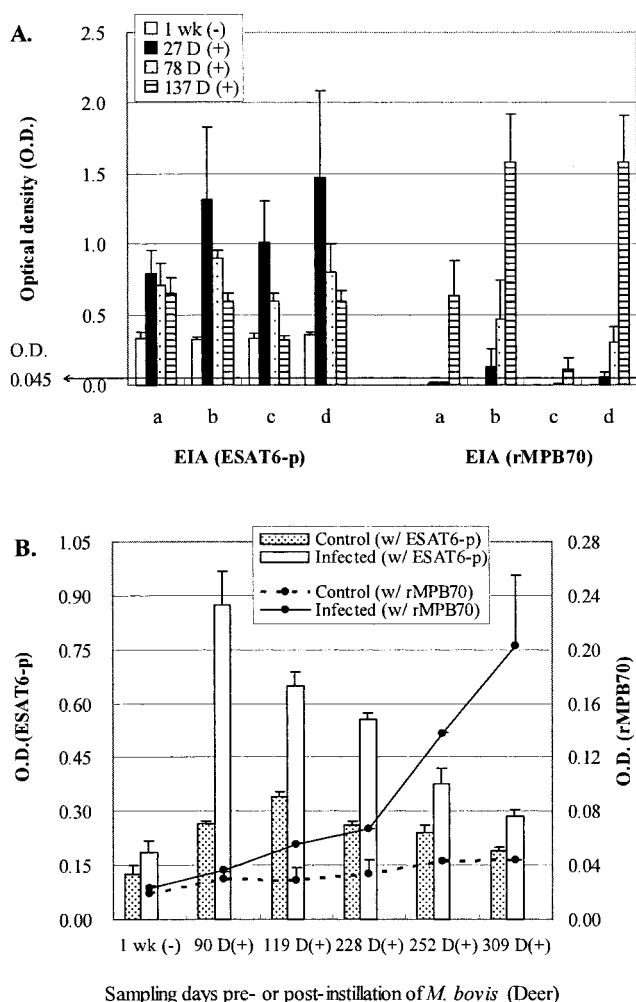 A.
1 wk (-)
27 D (+)
78 D (+)
137 D (+)
Optical density (O.D.)
2.5
2.0
1.5
1.0
0.5
0.0
O.D.
0.045
a b c d a b c d
EIA (ESAT6-p) EIA (rMPB70)
B.
Control (w/ ESAT6-p)
Infected (w/ ESAT6-p)
Control (w/ rMPB70)
Infected (w/ rMPB70)
O.D.(ESAT6-p)
1.05
0.90
0.75
0.60
0.45
0.30
0.15
0.00
0.28
0.24
0.20
0.16
0.12
0.08
0.04
0.00
O.D. (rMPB70)
1 wk (-) 90 D(+) 119 D(+) 228 D(+) 252 D(+) 309 D(+)
Sampling days pre- or post-instillation of M. bovis (Deer)